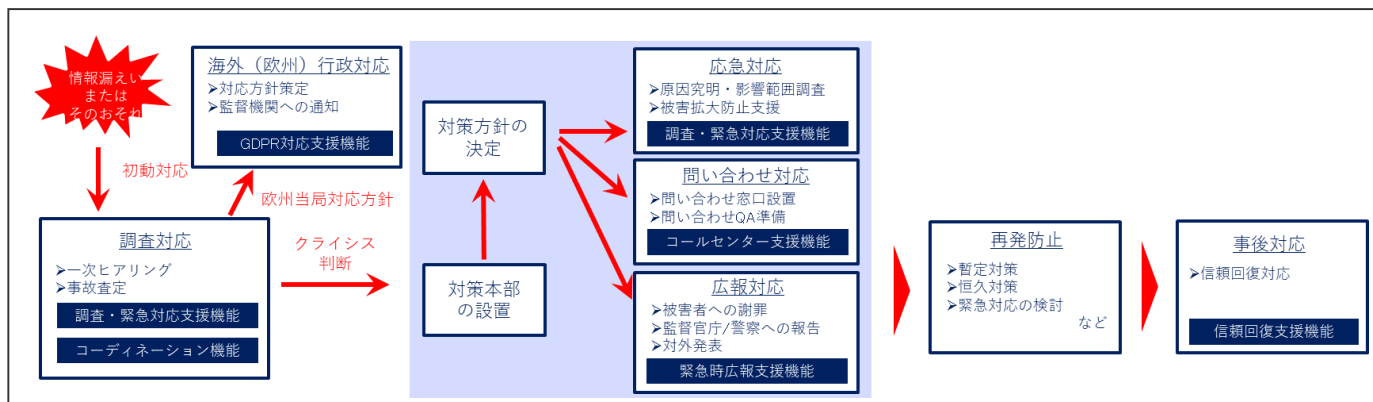 情報漏えい
または
そのおそれ
初動対応
海外（欧州）行政対応
➢対応方針策定
➢監督機関への通知
GDPR対応支援機能
欧州当局対応方針
調査対応
➢一次ヒアリング
➢事故査定
調査・緊急対応支援機能
コーディネーション機能
クライシス
判断
対策方針の
決定
対策本部
の設置
応急対応
➢原因究明・影響範囲調査
➢被害拡大防止支援
調査・緊急対応支援機能
問い合わせ対応
➢問い合わせ窓口設置
➢問い合わせQA準備
コールセンター支援機能
広報対応
➢被害者への謝罪
➢監督官庁/警察への報告
➢対外発表
緊急時広報支援機能
再発防止
➢暫定対策
➢恒久対策
➢緊急対応の検討
など
事後対応
➢信頼回復対応
信頼回復支援機能